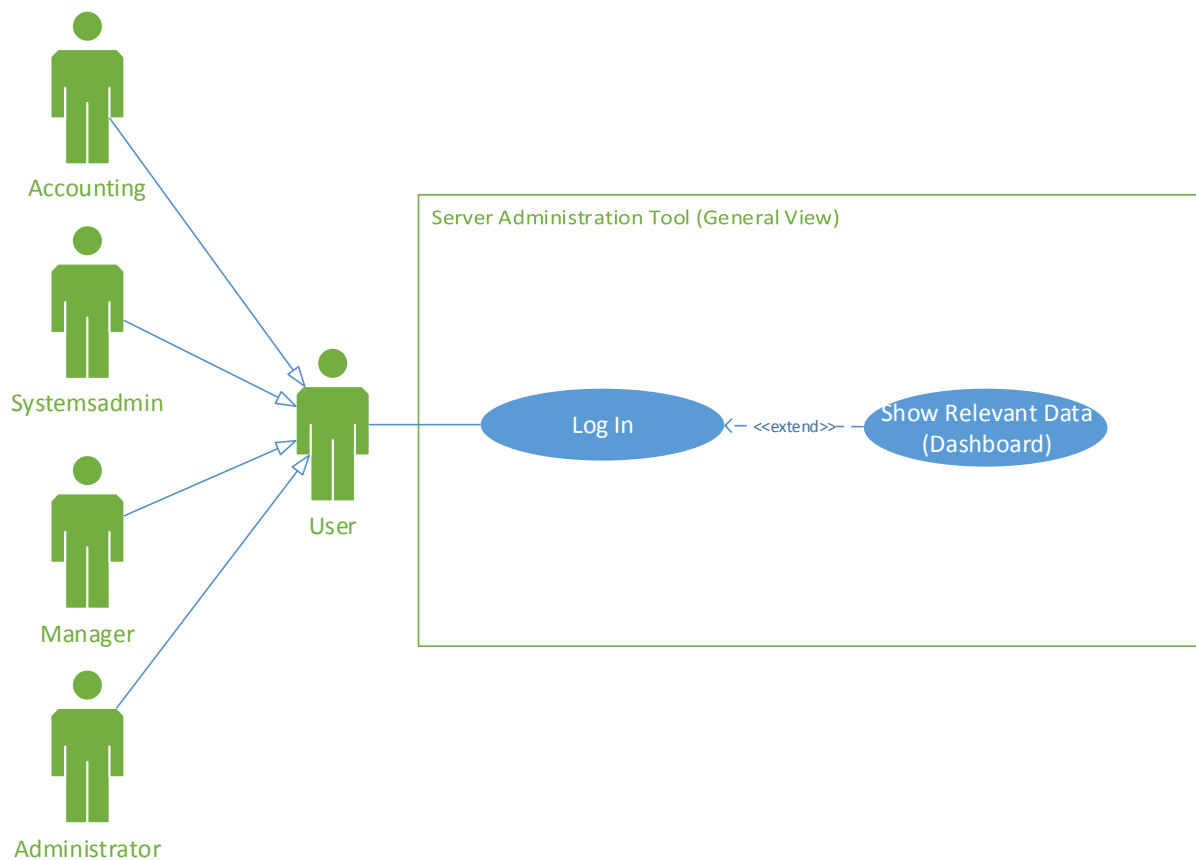 Accounting
Server Administration Tool (General View)
Systemsadmin
Log In
<<extend>>
Show Relevant Data
(Dashboard)
User
Manager
Administrator